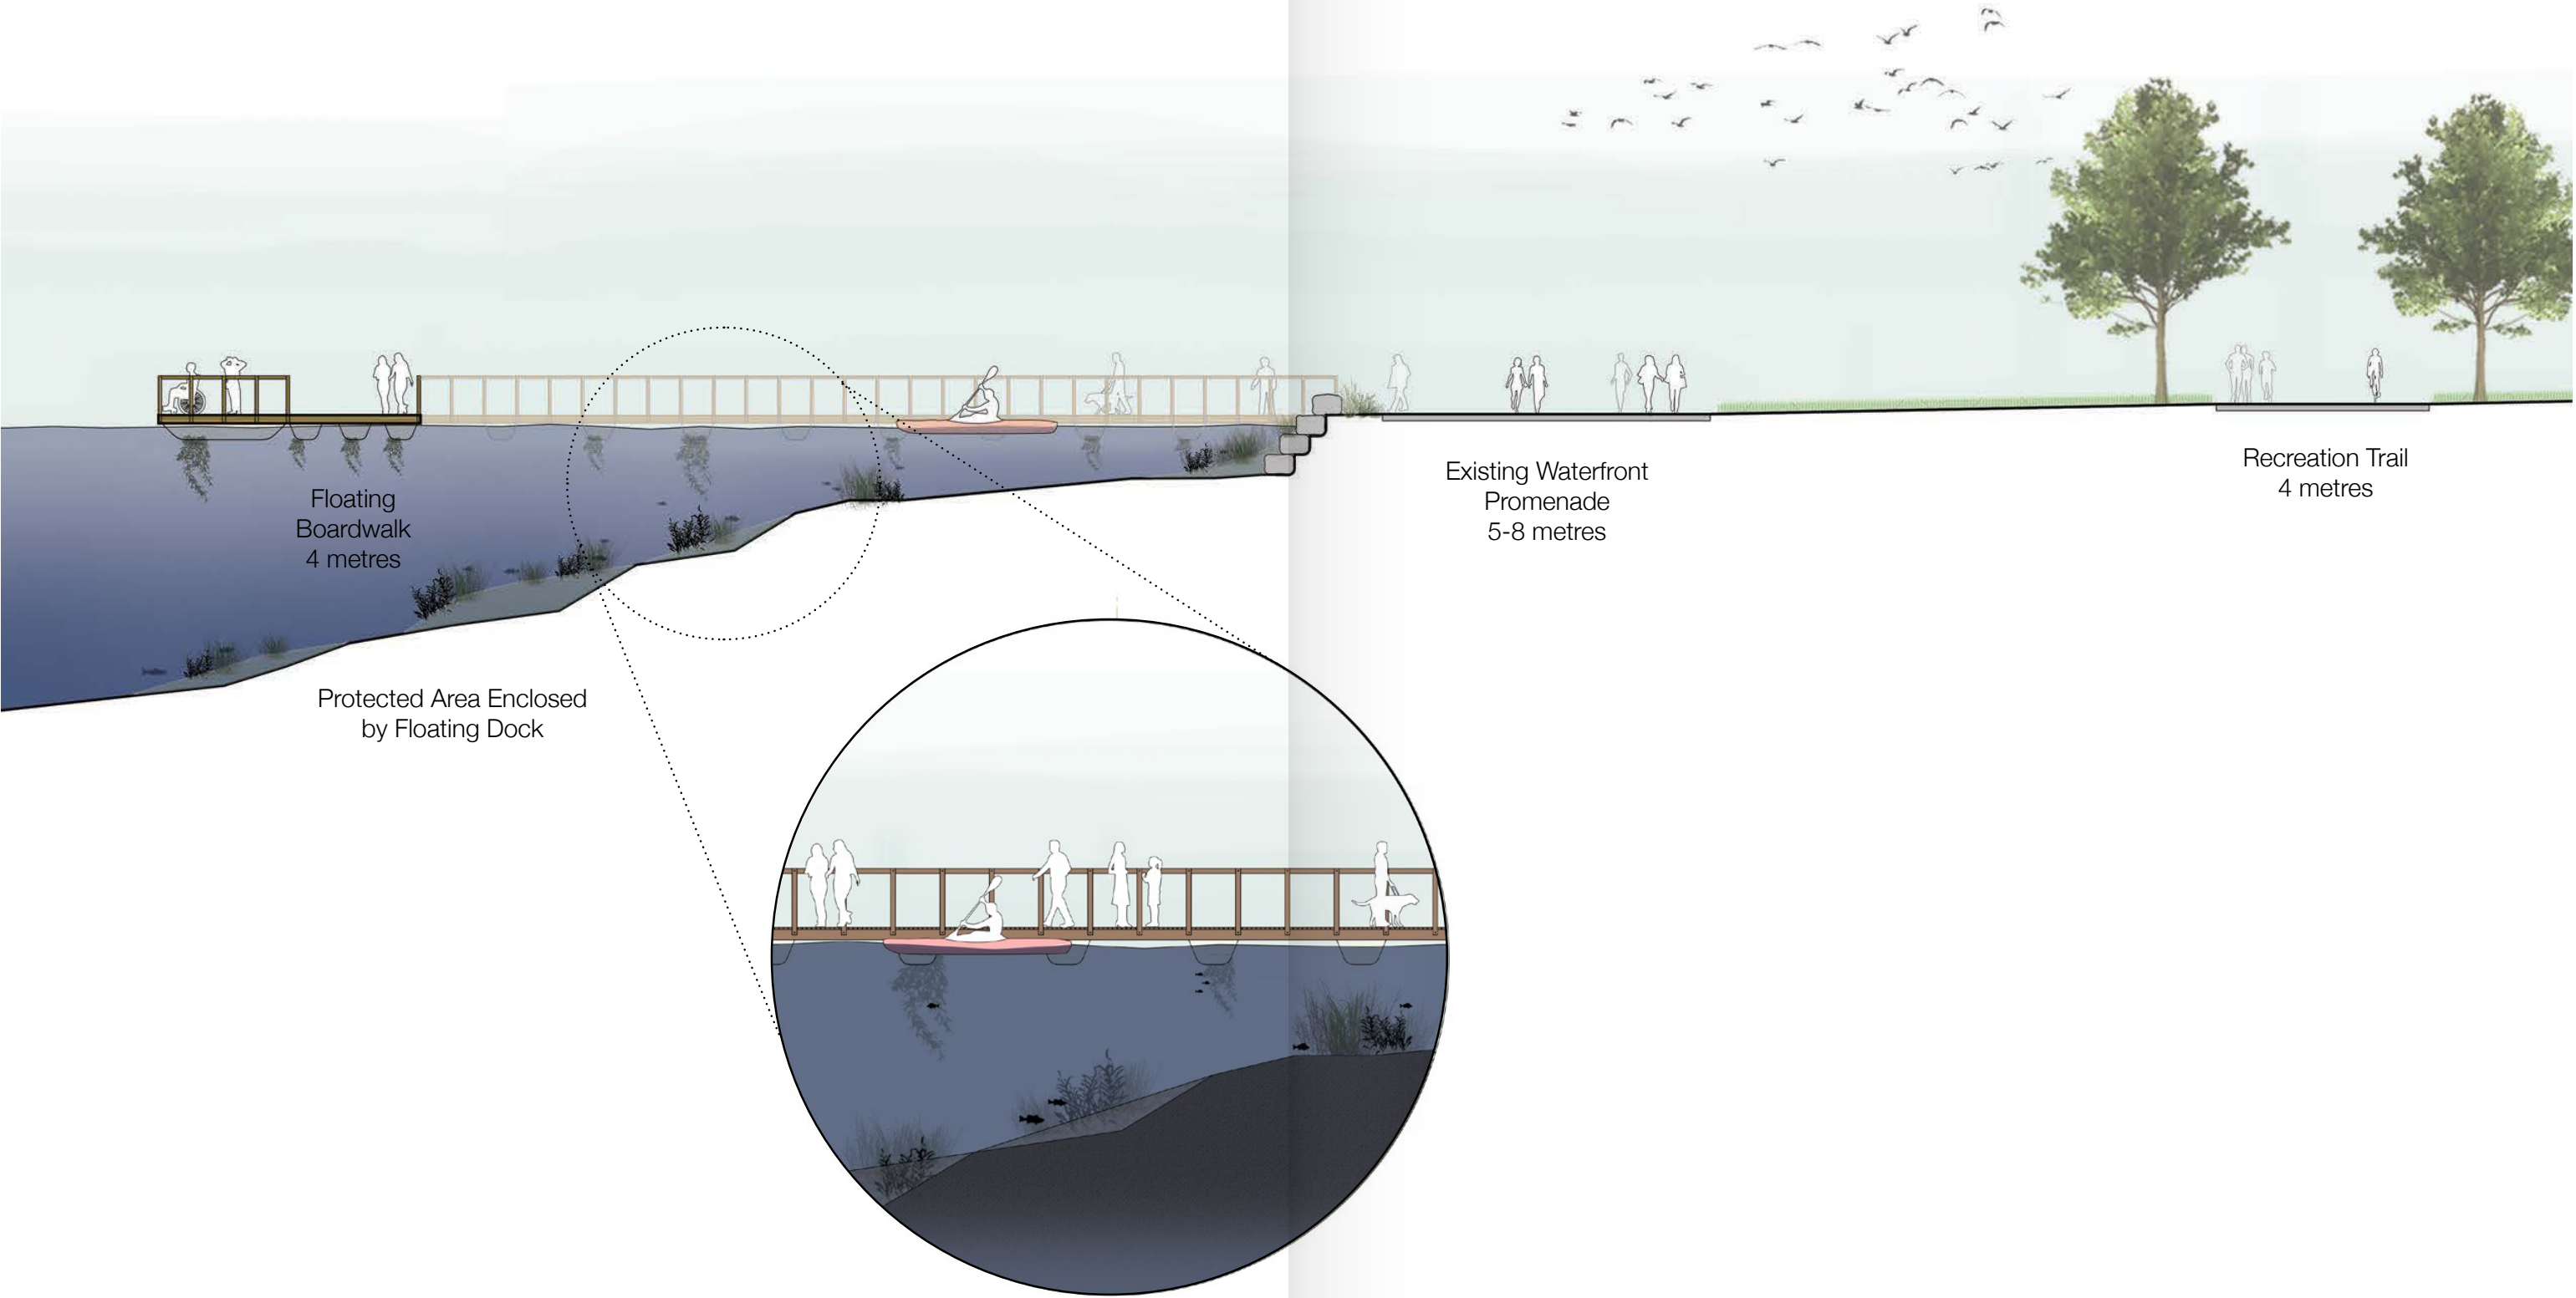 Floating
Boardwalk
4 metres
Protected Area Enclosed
by Floating Dock
Existing Waterfront
Promenade
5-8 metres
Recreation Trail
4 metres